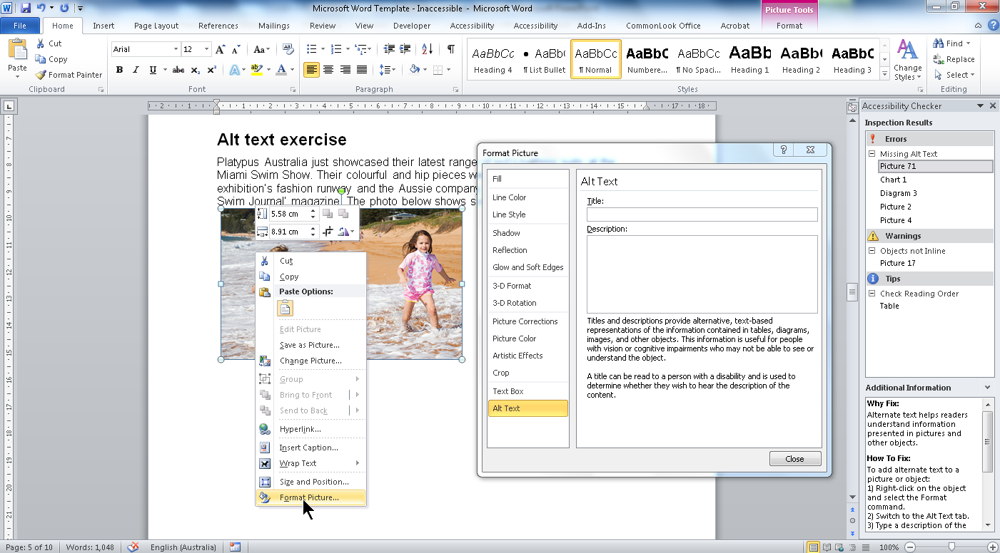 Microsoft Word Template - Inaccessible - Microsoft Word
Picture Tools
File Home Insert Page Layout References Mailings Review View Developer Accessibility Accessibility Add-Ins CommonLook Office Acrobat Format
Paste
Cut
Copy
Format Painter
Clipboard
Arial 12
Font
Paragraph
AaBbCc Heading 4
AaBb( ¶ List Bullet
AaBbCc ¶ Normal
AaBbC Numbere...
AaBbCc ¶ No Spaci...
AaBb Heading 1
AaBb( Heading 2
AaBbC Heading 3
Change Styles
Styles
Find
Replace
Select
Editing
Alt text exercise
Platypus Australia just showcased their latest range
Miami Swim Show. Their colourful and hip pieces w
exhibition's fashion runway and the Aussie company
Swim Journal' magazine. The photo below shows s
5.58 cm
8.91 cm
Cut
Copy
Paste Options:
Edit Picture
Save as Picture...
Change Picture...
Group
Bring to Front
Send to Back
Hyperlink...
Insert Caption...
Wrap Text
Size and Position...
Format Picture...
Format Picture
Fill
Line Color
Line Style
Shadow
Reflection
Glow and Soft Edges
3-D Format
3-D Rotation
Picture Corrections
Picture Color
Artistic Effects
Crop
Text Box
Alt Text
Alt Text
Title:
Description:
Titles and descriptions provide alternative, text-based
representations of the information contained in tables, diagrams,
images, and other objects. This information is useful for people
with vision or cognitive impairments who may not be able to see or
understand the object.
A title can be read to a person with a disability and is used to
determine whether they wish to hear the description of the
content.
Close
Accessibility Checker
Inspection Results
Errors
Missing Alt Text
Picture 71
Chart 1
Diagram 3
Picture 2
Picture 4
Warnings
Objects not Inline
Picture 17
Tips
Check Reading Order
Table
Additional Information
Why Fix:
Alternate text helps readers
understand information
presented in pictures and
other objects.
How To Fix:
To add alternate text to a
picture or object:
1) Right-click on the object
and select the Format
command.
2) Switch to the Alt Text tab.
3) Type a description of the
Page: 5 of 10 Words: 1,048 English (Australia) 100%